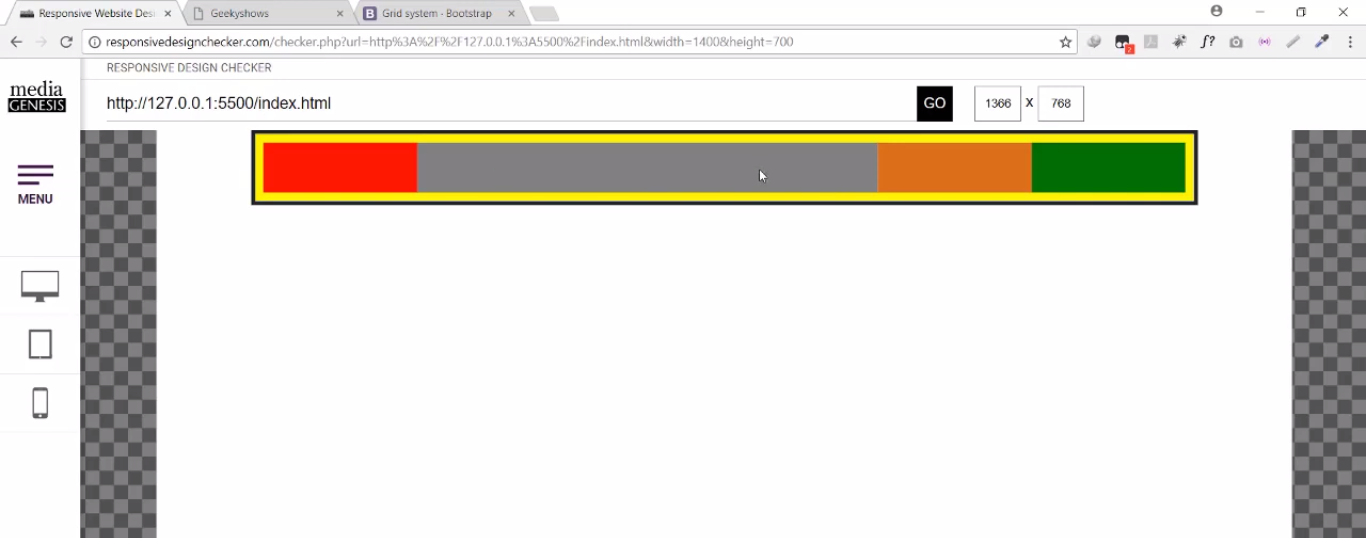 Responsive Website Des
Geekyshows
Grid system - Bootstrap
responsivedesignchecker.com/checker.php?url=http%3A%2F%2F127.0.0.1%3A5500%2Findex.html&width=1400&height=700
f?
2
RESPONSIVE DESIGN CHECKER
media
GENESIS
http://127.0.0.1:5500/index.html
GO
1366 X 768
MENU